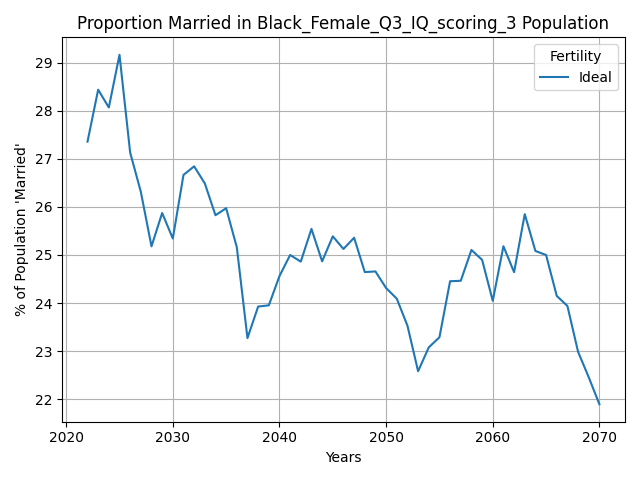 Proportion Married in Black_Female_Q3_IQ_scoring_3 Population
Fertility
Ideal
% of Population 'Married'
29
28
27
26
25
24
23
22
2020
2030
2040
2050
2060
2070
Years